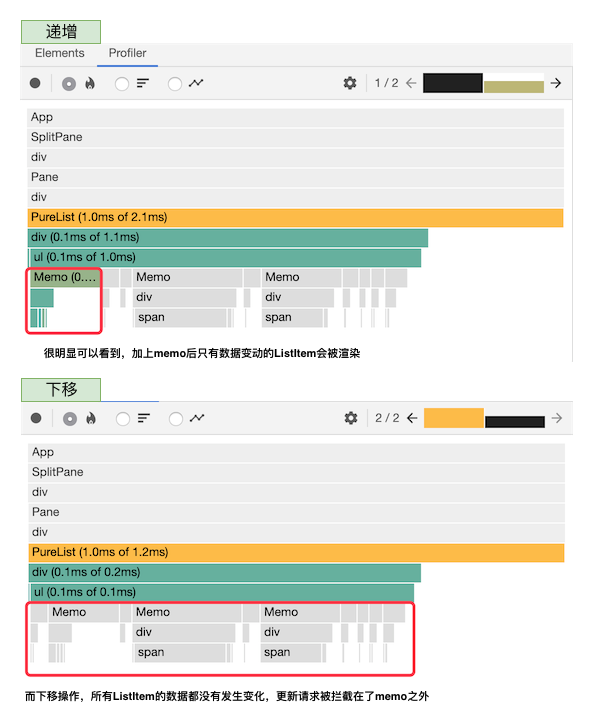 递增
Elements Profiler
1 / 2
App
SplitPane
div
Pane
div
PureList (1.0ms of 2.1ms)
div (0.1ms of 1.1ms)
ul (0.1ms of 1.0ms)
Memo (0.... Memo Memo
div div
span span
很明显可以看到，加上memo后只有数据变动的ListItem会被渲染
下移
2 / 2
App
SplitPane
div
Pane
div
PureList (1.0ms of 1.2ms)
div (0.1ms of 0.2ms)
ul (0.1ms of 0.1ms)
Memo Memo Memo
div div
span span
而下移操作，所有ListItem的数据都没有发生变化，更新请求被拦截在了memo之外